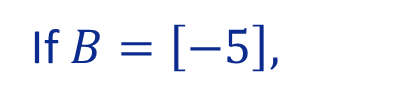 If B = [−5],